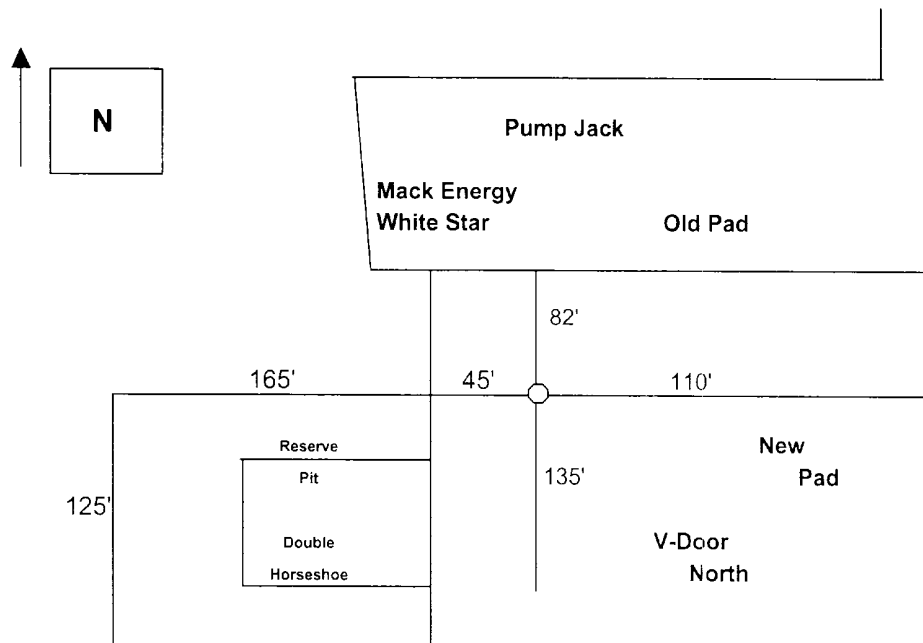 N
Pump Jack
Mack Energy
White Star
Old Pad
82'
165'
45'
110'
Reserve
Pit
125'
135'
New
Pad
Double
Horseshoe
V-Door
North